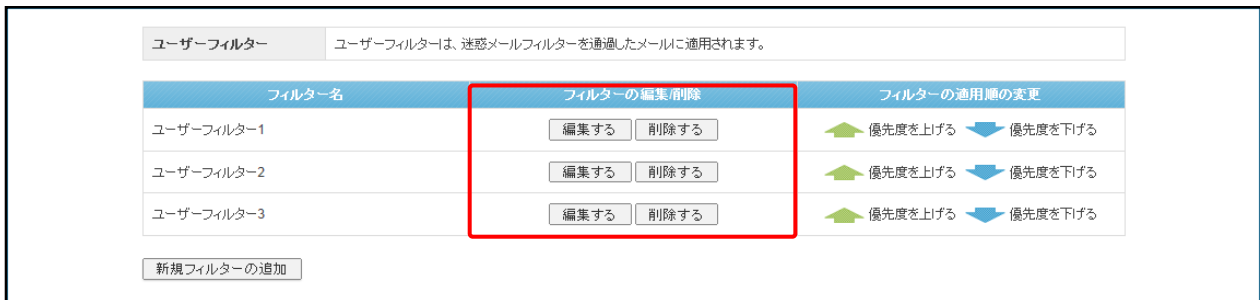 ユーザーフィルター ユーザーフィルターは、迷惑メールフィルターを通過したメールに適用されます。
フィルター名 フィルターの編集/削除 フィルターの適用順の変更
ユーザーフィルター1 編集する 削除する 優先度を上げる 優先度を下げる
ユーザーフィルター2 編集する 削除する 優先度を上げる 優先度を下げる
ユーザーフィルター3 編集する 削除する 優先度を上げる 優先度を下げる
新規フィルターの追加